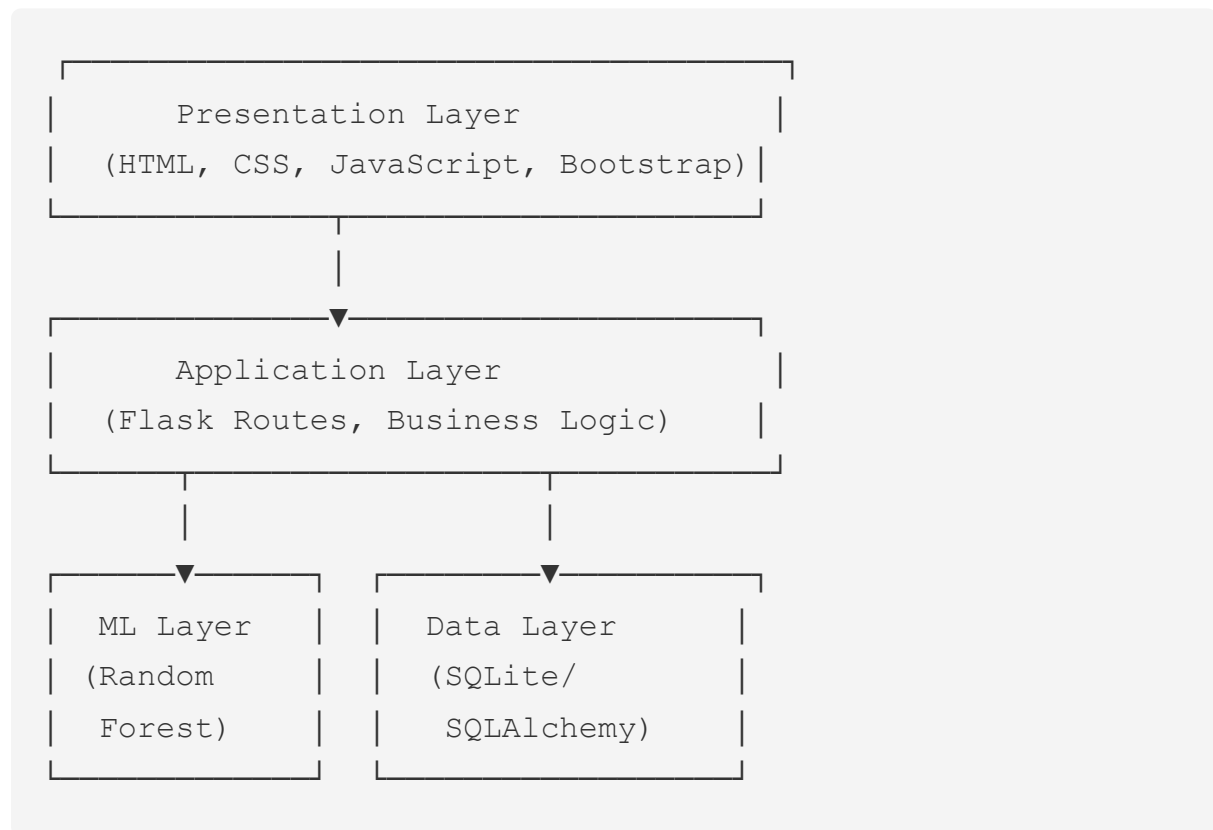 Presentation Layer
(HTML, CSS, JavaScript, Bootstrap)
Application Layer
(Flask Routes, Business Logic)
ML Layer Data Layer
(Random (SQLite/
Forest) SQLAlchemy)